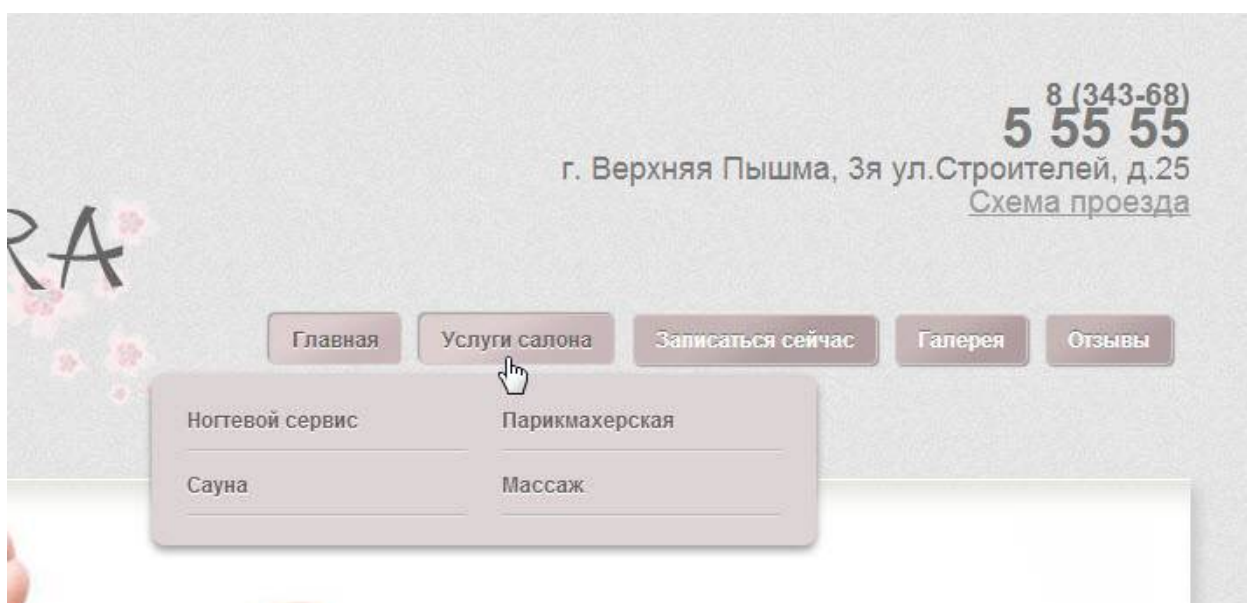 8 (343-68)
5 55 55
г. Верхняя Пышма, 3я ул.Строителей, д.25
Схема проезда
RA
Главная Услуги салона Записаться сейчас Галерея Отзывы
Ногтевой сервис Парикмахерская
Сауна Массаж